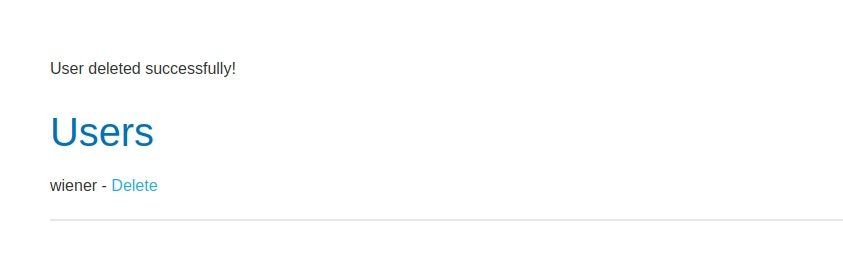 User deleted successfully!
Users
wiener - Delete